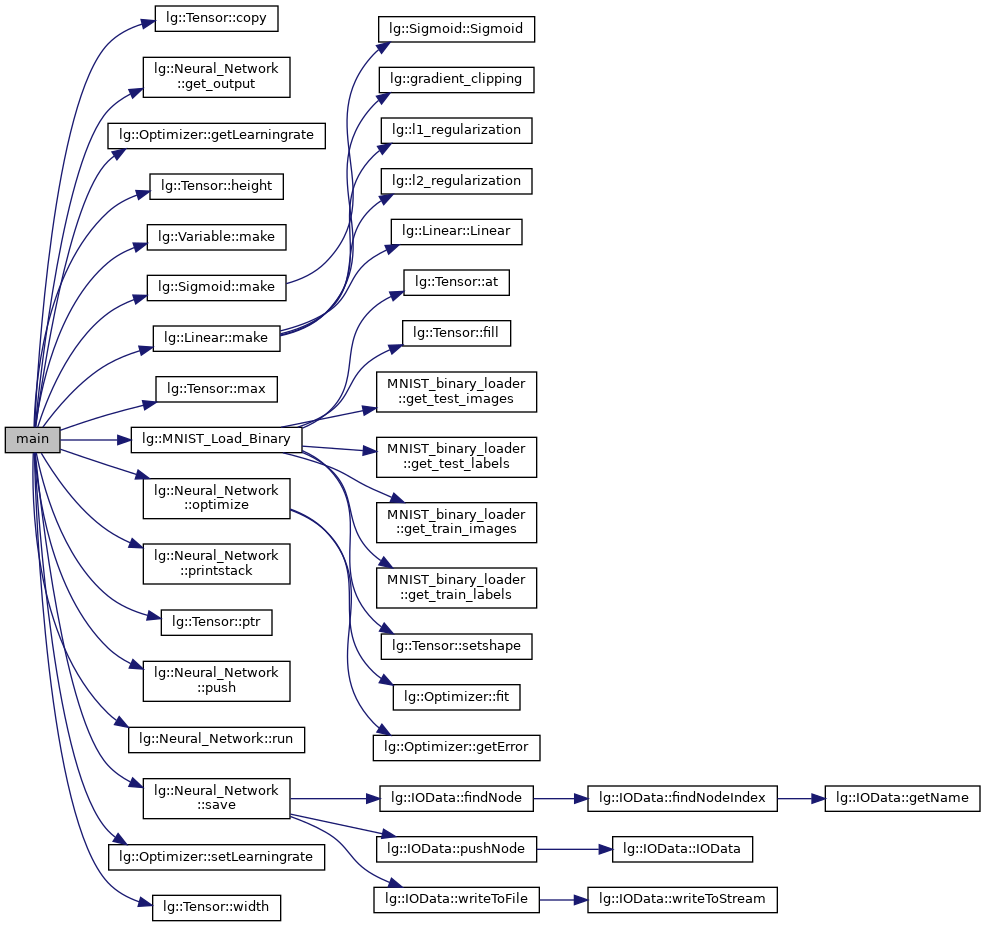 main
lg::Tensor::copy
lg::Neural_Network
::get_output
lg::Optimizer::getLearningrate
lg::Tensor::height
lg::Variable::make
lg::Sigmoid::make
lg::Linear::make
lg::Tensor::max
lg::MNIST_Load_Binary
lg::Neural_Network
::optimize
lg::Neural_Network
::printstack
lg::Tensor::ptr
lg::Neural_Network
::push
lg::Neural_Network::run
lg::Neural_Network
::save
lg::Optimizer::setLearningrate
lg::Tensor::width
lg::Sigmoid::Sigmoid
lg::gradient_clipping
lg::l1_regularization
lg::l2_regularization
lg::Linear::Linear
lg::Tensor::at
lg::Tensor::fill
MNIST_binary_loader
::get_test_images
MNIST_binary_loader
::get_test_labels
MNIST_binary_loader
::get_train_images
MNIST_binary_loader
::get_train_labels
lg::Tensor::setshape
lg::Optimizer::fit
lg::Optimizer::getError
lg::IOData::findNode
lg::IOData::pushNode
lg::IOData::writeToFile
lg::IOData::findNodeIndex
lg::IOData::IOData
lg::IOData::writeToStream
lg::IOData::getName